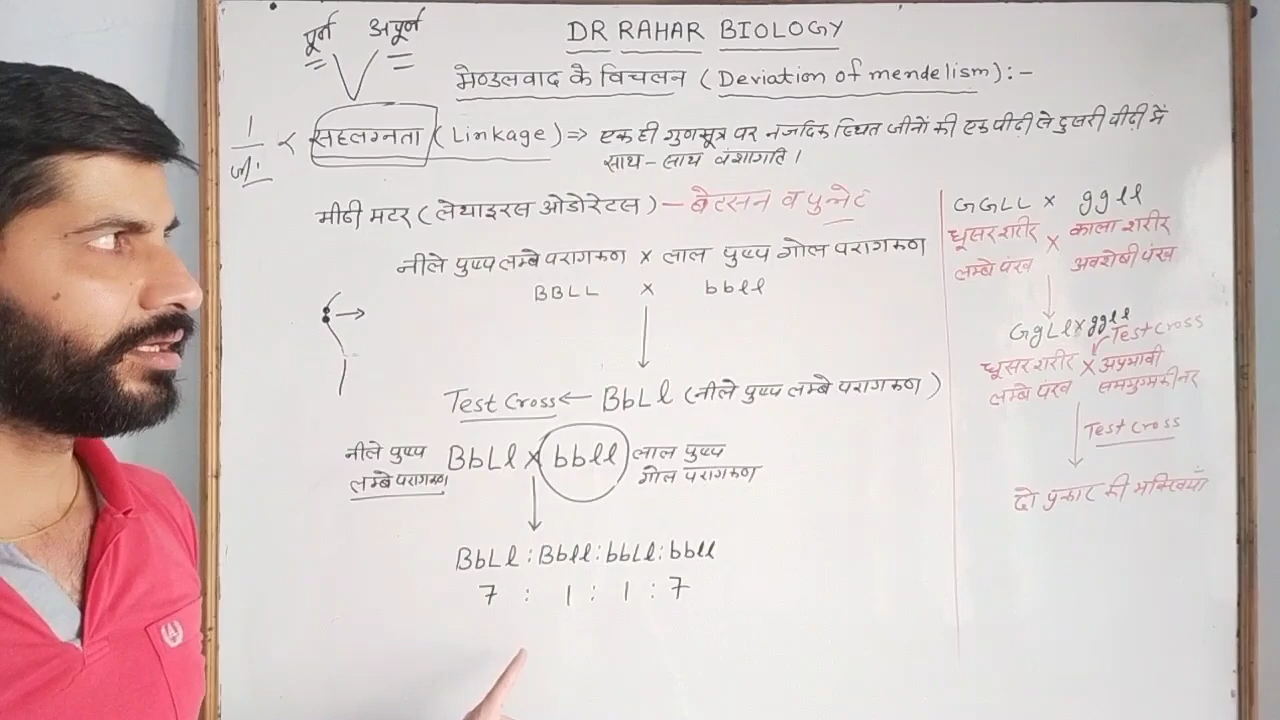 DR RAHAR BIOLOGY
पूर्न अपूर्न
मेण्डलवाद के विचलन (Deviation of mendelism):-
सहलग्नता (Linkage) => एक ही गुणसूत्र पर नजदिक स्थित जीनों की एक पीढी से दुसरी पीढी में
साथ-साथ वंशागति।
मीठी मटर (लेथाइरस ओडोरेटस) - बेटसन व पुन्नेट
नीले पुष्प लम्बे परागकण x लाल पुष्प गोल परागकण
BBLL x bbll
Test Cross ← BbLl (नीले पुष्प लम्बे परागकण)
नीले पुष्प BbLl x bbll लाल पुष्प
लम्बे परागकण गोल परागकण
BbLl : Bbll : bbLl : bbll
7 : 1 : 1 : 7
GGLL x ggll
धूसर शरीर x काला शरीर
लम्बे पंख अवशेषी पंख
GgLl x ggll
Test Cross
धूसर शरीर x अप्रभावी
लम्बे पंख समयुग्मकी नर
Test Cross
दो प्रकार की मक्खियाँ